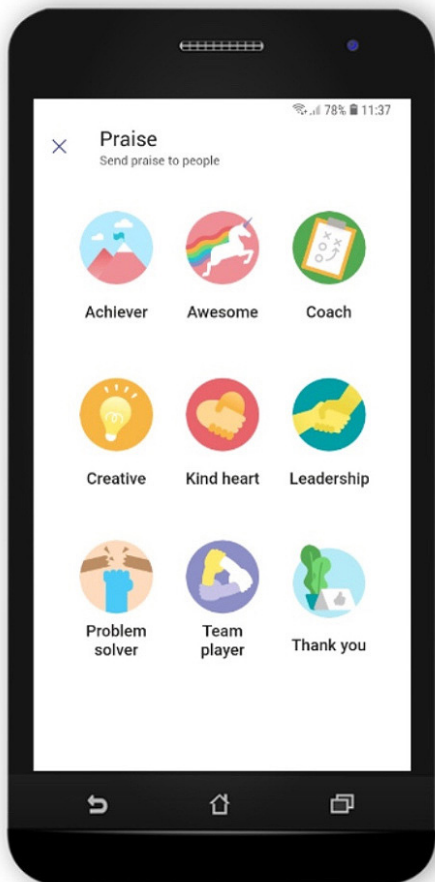 78% 11:37
Praise
Send praise to people
Achiever
Awesome
Coach
Creative
Kind heart
Leadership
Problem
solver
Team
player
Thank you